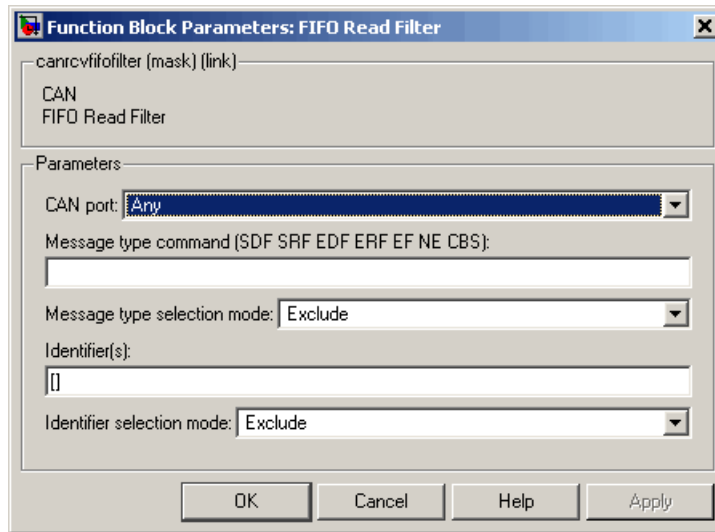 Function Block Parameters: FIFO Read Filter
canrcvfifofilter (mask) (link)
CAN
FIFO Read Filter
Parameters
CAN port: Any
Message type command (SDF SRF EDF ERF EF NE CBS):
Message type selection mode: Exclude
Identifier(s):
[]
Identifier selection mode: Exclude
OK Cancel Help Apply